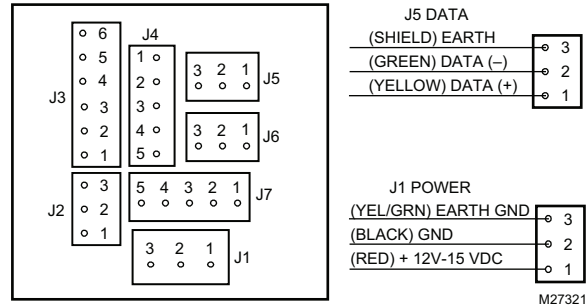 6
5
4
3
2
1
J3
J4
1
2
3
4
5
3 2 1
J5
3 2 1
J6
3
2
1
J2
5 4 3 2 1
J7
3 2 1
J1
J5 DATA
(SHIELD) EARTH 3
(GREEN) DATA (–) 2
(YELLOW) DATA (+) 1
J1 POWER
(YEL/GRN) EARTH GND 3
(BLACK) GND 2
(RED) + 12V-15 VDC 1
M27321